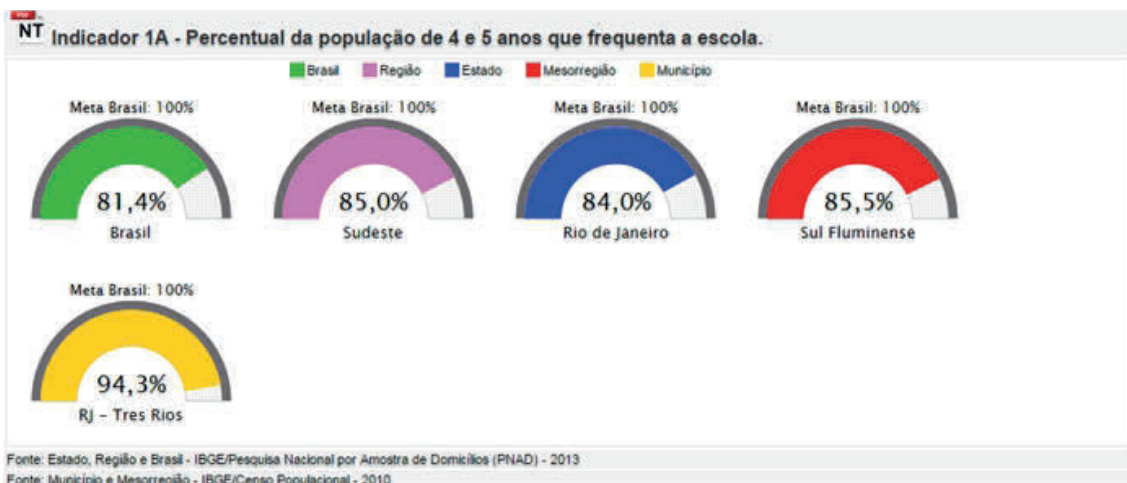 PDF
NT Indicador 1A - Percentual da população de 4 e 5 anos que frequenta a escola.
Brasil Região Estado Mesorregião Município
Meta Brasil: 100% Meta Brasil: 100% Meta Brasil: 100% Meta Brasil: 100%
81,4% 85,0% 84,0% 85,5%
Brasil Sudeste Rio de Janeiro Sul Fluminense
Meta Brasil: 100%
94,3%
RJ - Tres Rios
Fonte: Estado, Região e Brasil - IBGE/Pesquisa Nacional por Amostra de Domicílios (PNAD) - 2013
Fonte: Município e Mesorregião - IBGE/Censo Populacional - 2010